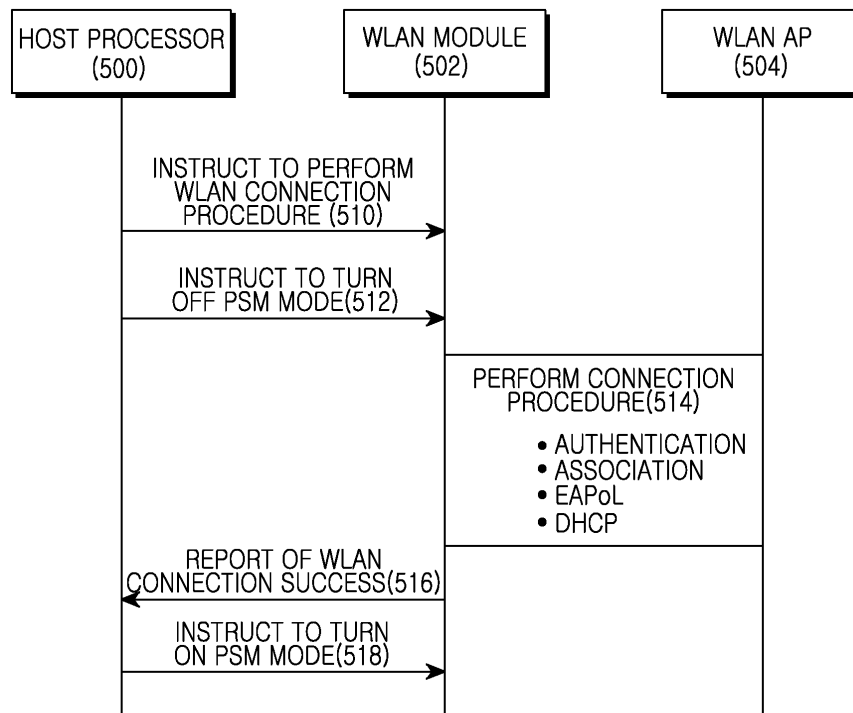 HOST PROCESSOR
(500)
WLAN MODULE
(502)
WLAN AP
(504)
INSTRUCT TO PERFORM
WLAN CONNECTION
PROCEDURE (510)
INSTRUCT TO TURN
OFF PSM MODE(512)
PERFORM CONNECTION
PROCEDURE(514)
• AUTHENTICATION
• ASSOCIATION
• EAPoL
• DHCP
REPORT OF WLAN
CONNECTION SUCCESS(516)
INSTRUCT TO TURN
ON PSM MODE(518)